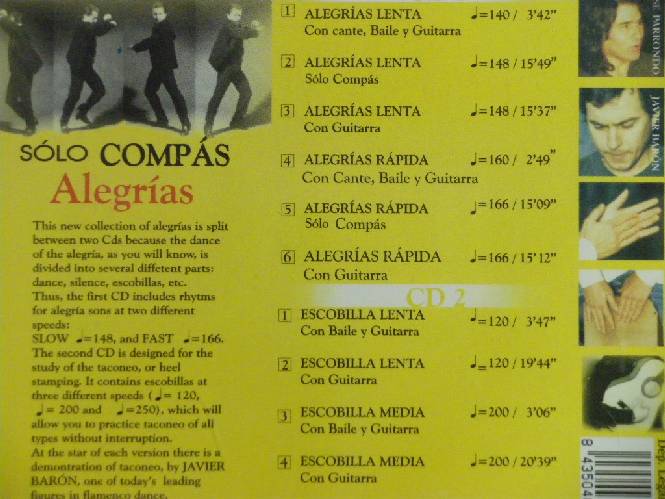 SÓLO COMPÁS
Alegrías
This new collection of alegrías is split
between two Cds because the dance
of the alegría, as you will know, is
divided into several different parts:
dance, silence, escobillas, etc.
Thus, the first CD includes rhytms
for alegría sons at two different
speeds:
SLOW ♩=148, and FAST ♩=166.
The second CD is designed for the
study of the taconeo, or heel
stamping. It contains escobillas at
three different speeds (♩= 120,
♩= 200 and ♩=250), which will
allow you to practice taconeo of all
types without interruption.
At the star of each version there is a
demontration of taconeo, by JAVIER
BARÓN, one of today's leading
figures in flamenco dance.
1 ALEGRÍAS LENTA ♩=140 / 3'42"
Con cante, Baile y Guitarra
2 ALEGRÍAS LENTA ♩=148 / 15'49"
Sólo Compás
3 ALEGRÍAS LENTA ♩=148 / 15'37"
Con Guitarra
4 ALEGRÍAS RÁPIDA ♩=160 / 2'49"
Con Cante, Baile y Guitarra
5 ALEGRÍAS RÁPIDA ♩=166 / 15'09"
Sólo Compás
6 ALEGRÍAS RÁPIDA ♩=166 / 15'12"
Con Guitarra
CD 2
1 ESCOBILLA LENTA ♩=120 / 3'47"
Con Baile y Guitarra
2 ESCOBILLA LENTA ♩=120 / 19'44"
Con Guitarra
3 ESCOBILLA MEDIA ♩=200 / 3'06"
Con Baile y Guitarra
4 ESCOBILLA MEDIA ♩=200 / 20'39"
Con Guitarra
PARRONDO
JAVIER BARÓN
8 43504